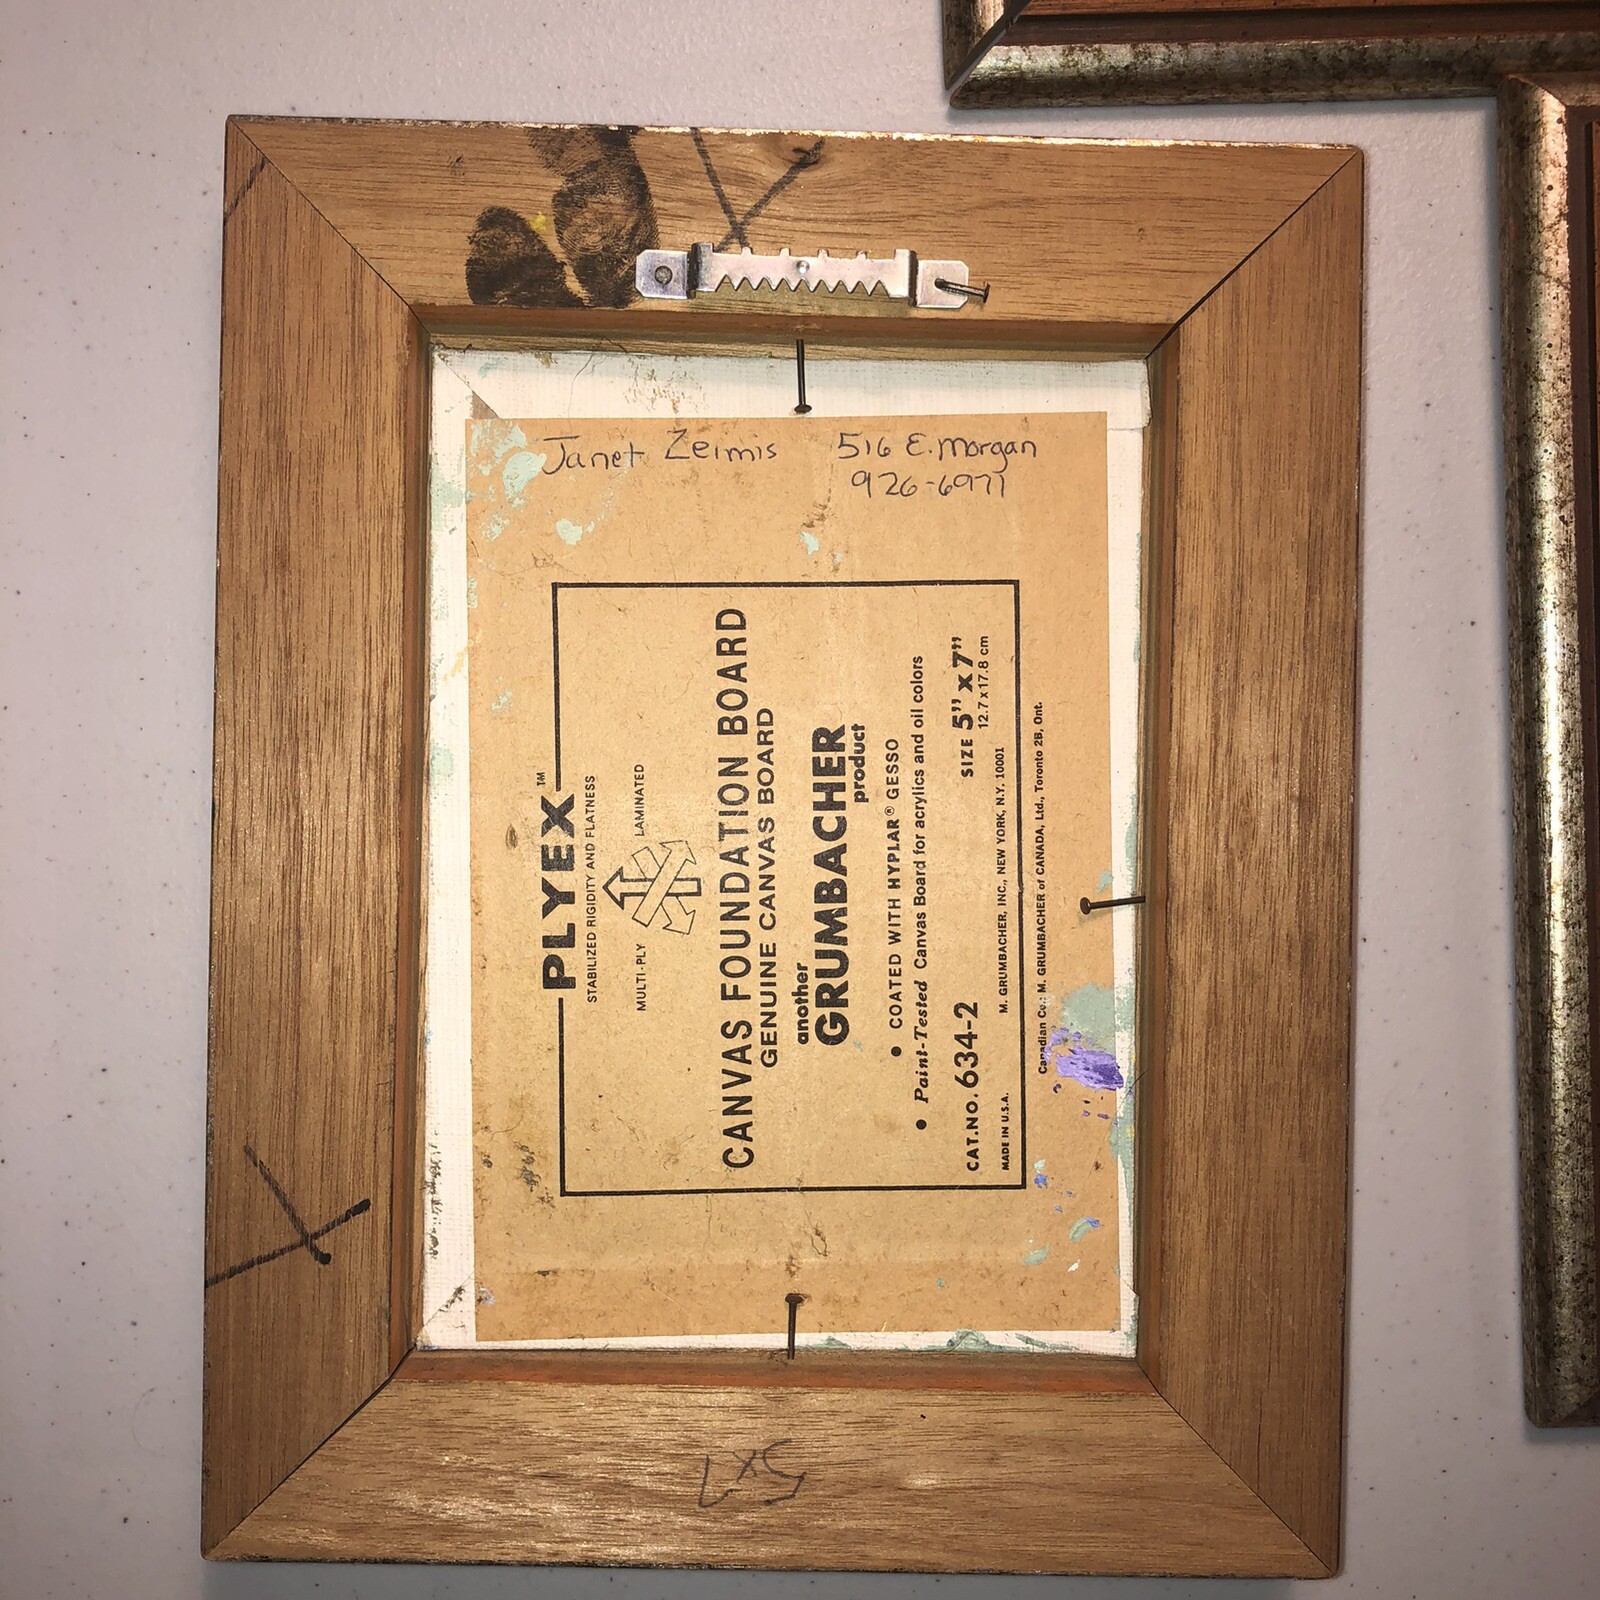 Janet Zeimis 516 E. Morgan
926-6971
PLYEX™
STABILIZED RIGIDITY AND FLATNESS
MULTI-PLY LAMINATED
CANVAS FOUNDATION BOARD
GENUINE CANVAS BOARD
another
GRUMBACHER
product
• COATED WITH HYPLAR® GESSO
• Paint-Tested Canvas Board for acrylics and oil colors
CAT.NO. 634-2 SIZE 5" x 7"
12.7 x 17.8 cm
MADE IN U.S.A. M. GRUMBACHER, INC., NEW YORK, N.Y. 10001
Canadian Co.: M. GRUMBACHER of CANADA, Ltd., Toronto 2B, Ont.
5x7